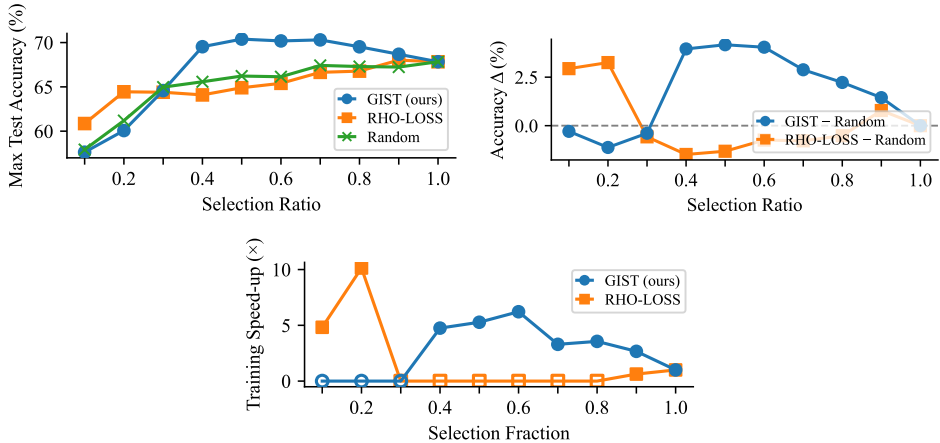 Max Test Accuracy (%)
70
65
60
0.2
0.4
0.6
0.8
1.0
Selection Ratio
GIST (ours)
RHO-LOSS
Random
Accuracy Δ (%)
2.5
0.0
0.2
0.4
0.6
0.8
1.0
Selection Ratio
GIST − Random
RHO-LOSS − Random
Training Speed-up (×)
10
5
0
0.2
0.4
0.6
0.8
1.0
Selection Fraction
GIST (ours)
RHO-LOSS